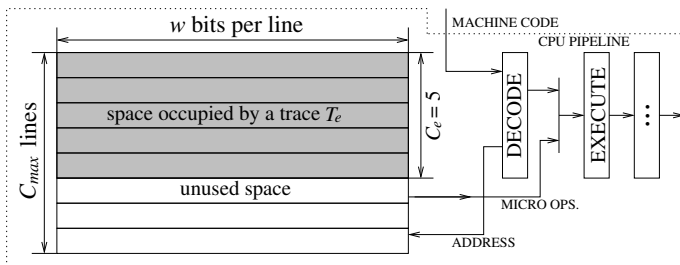 w bits per line
MACHINE CODE
CPU PIPELINE
C_max lines
space occupied by a trace T_e
C_e = 5
DECODE
EXECUTE
...
unused space
MICRO OPS.
ADDRESS